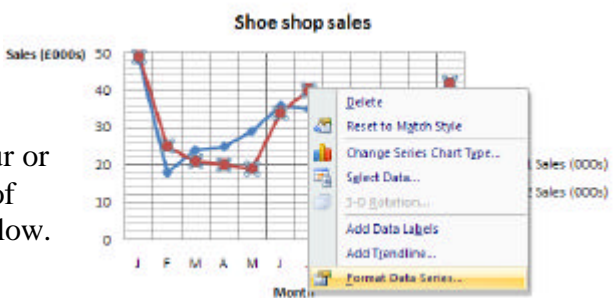 Shoe shop sales
Sales (£000s)
50
40
30
20
10
0
J F M A M J
Month
ur or
of
low.
Delete
Reset to Match Style
Change Series Chart Type...
Select Data...
3-D Rotation...
Add Data Labels
Add Trendline...
Format Data Series...
Sales (000s)
Sales (000s)